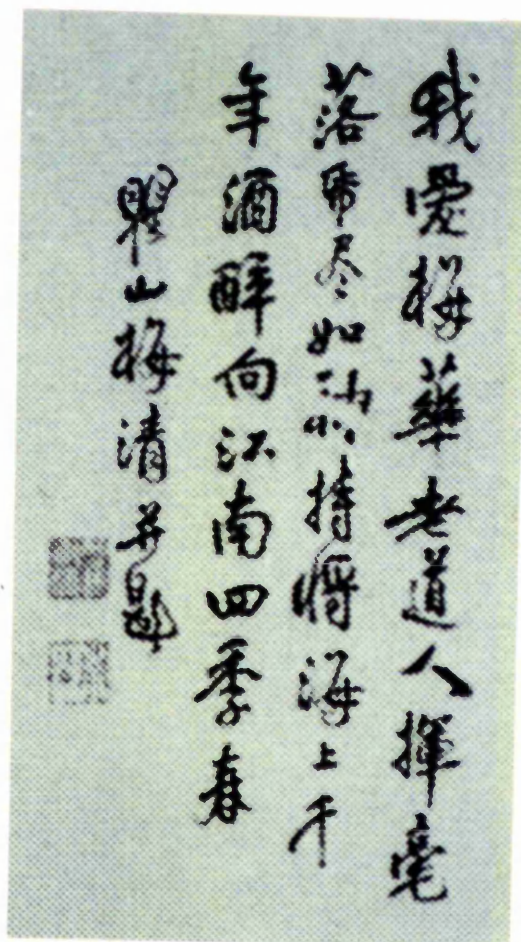 我愛梅華老道人揮毫
落帋尽如持將海上千
年酒醉向江南四季春
瞿山梅清并題